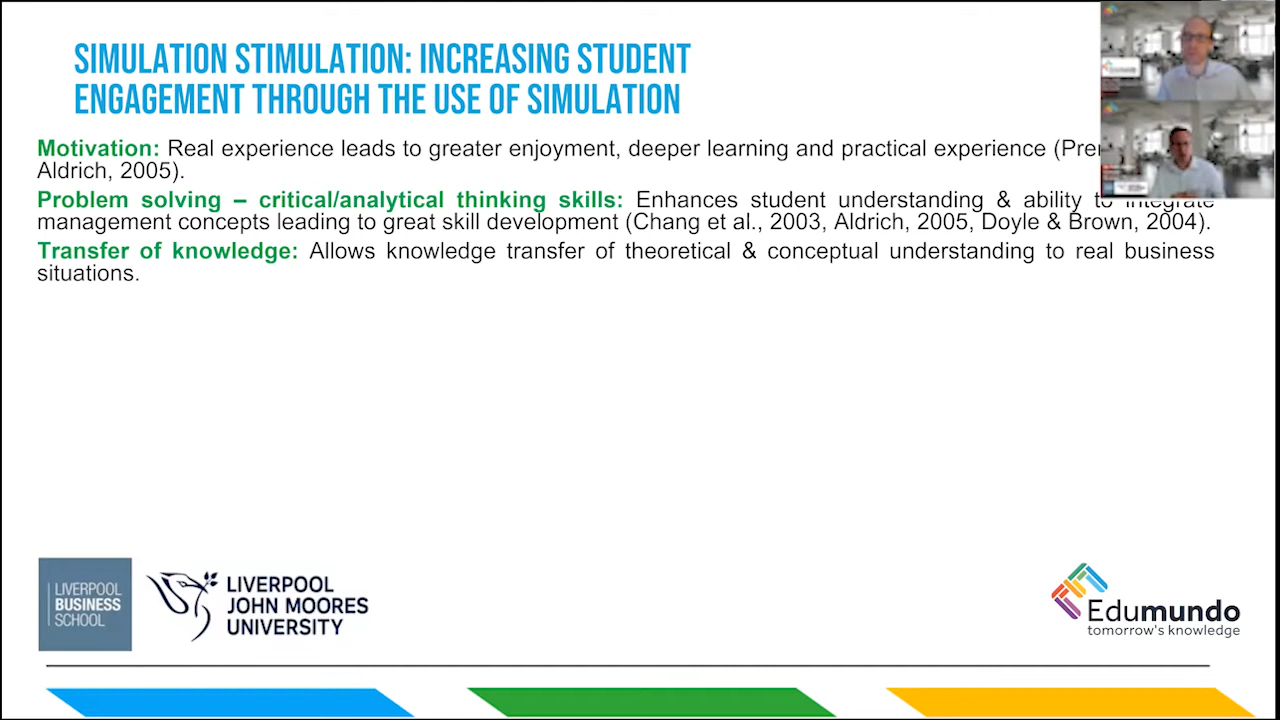 SIMULATION STIMULATION: INCREASING STUDENT
ENGAGEMENT THROUGH THE USE OF SIMULATION
Motivation: Real experience leads to greater enjoyment, deeper learning and practical experience
Aldrich, 2005).
Problem solving – critical/analytical thinking skills: Enhances student understanding & ability to integrate
management concepts leading to great skill development (Chang et al., 2003, Aldrich, 2005, Doyle & Brown, 2004).
Transfer of knowledge: Allows knowledge transfer of theoretical & conceptual understanding to real business
situations.
LIVERPOOL
BUSINESS
SCHOOL
LIVERPOOL
JOHN MOORES
UNIVERSITY
Edumundo
tomorrow's knowledge